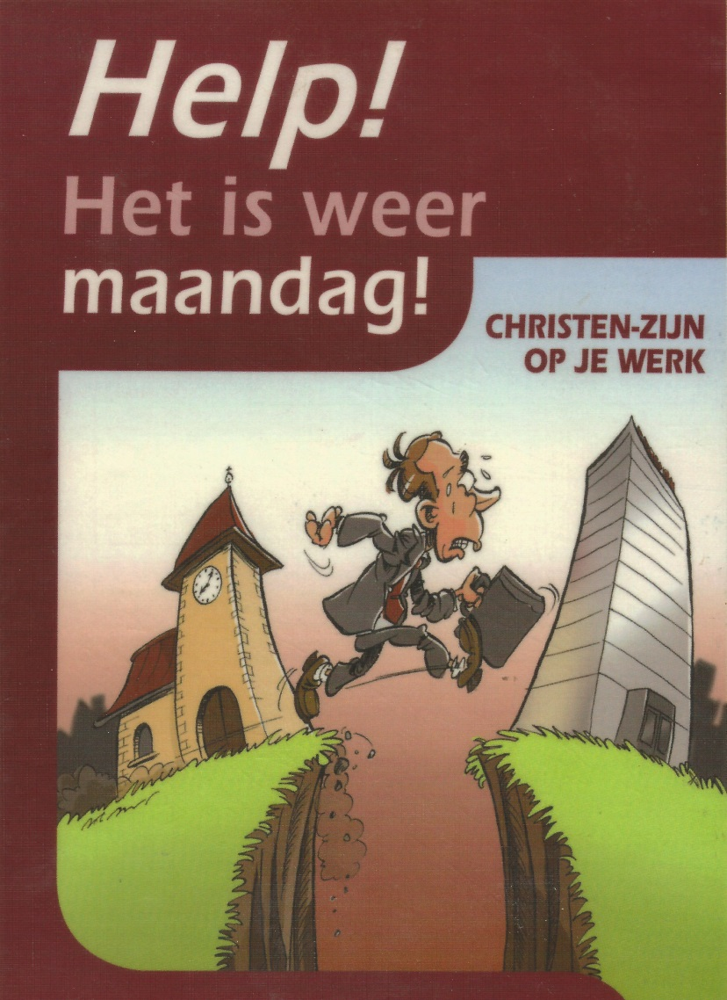 Help!
Het is weer
maandag!
CHRISTEN-ZIJN
OP JE WERK